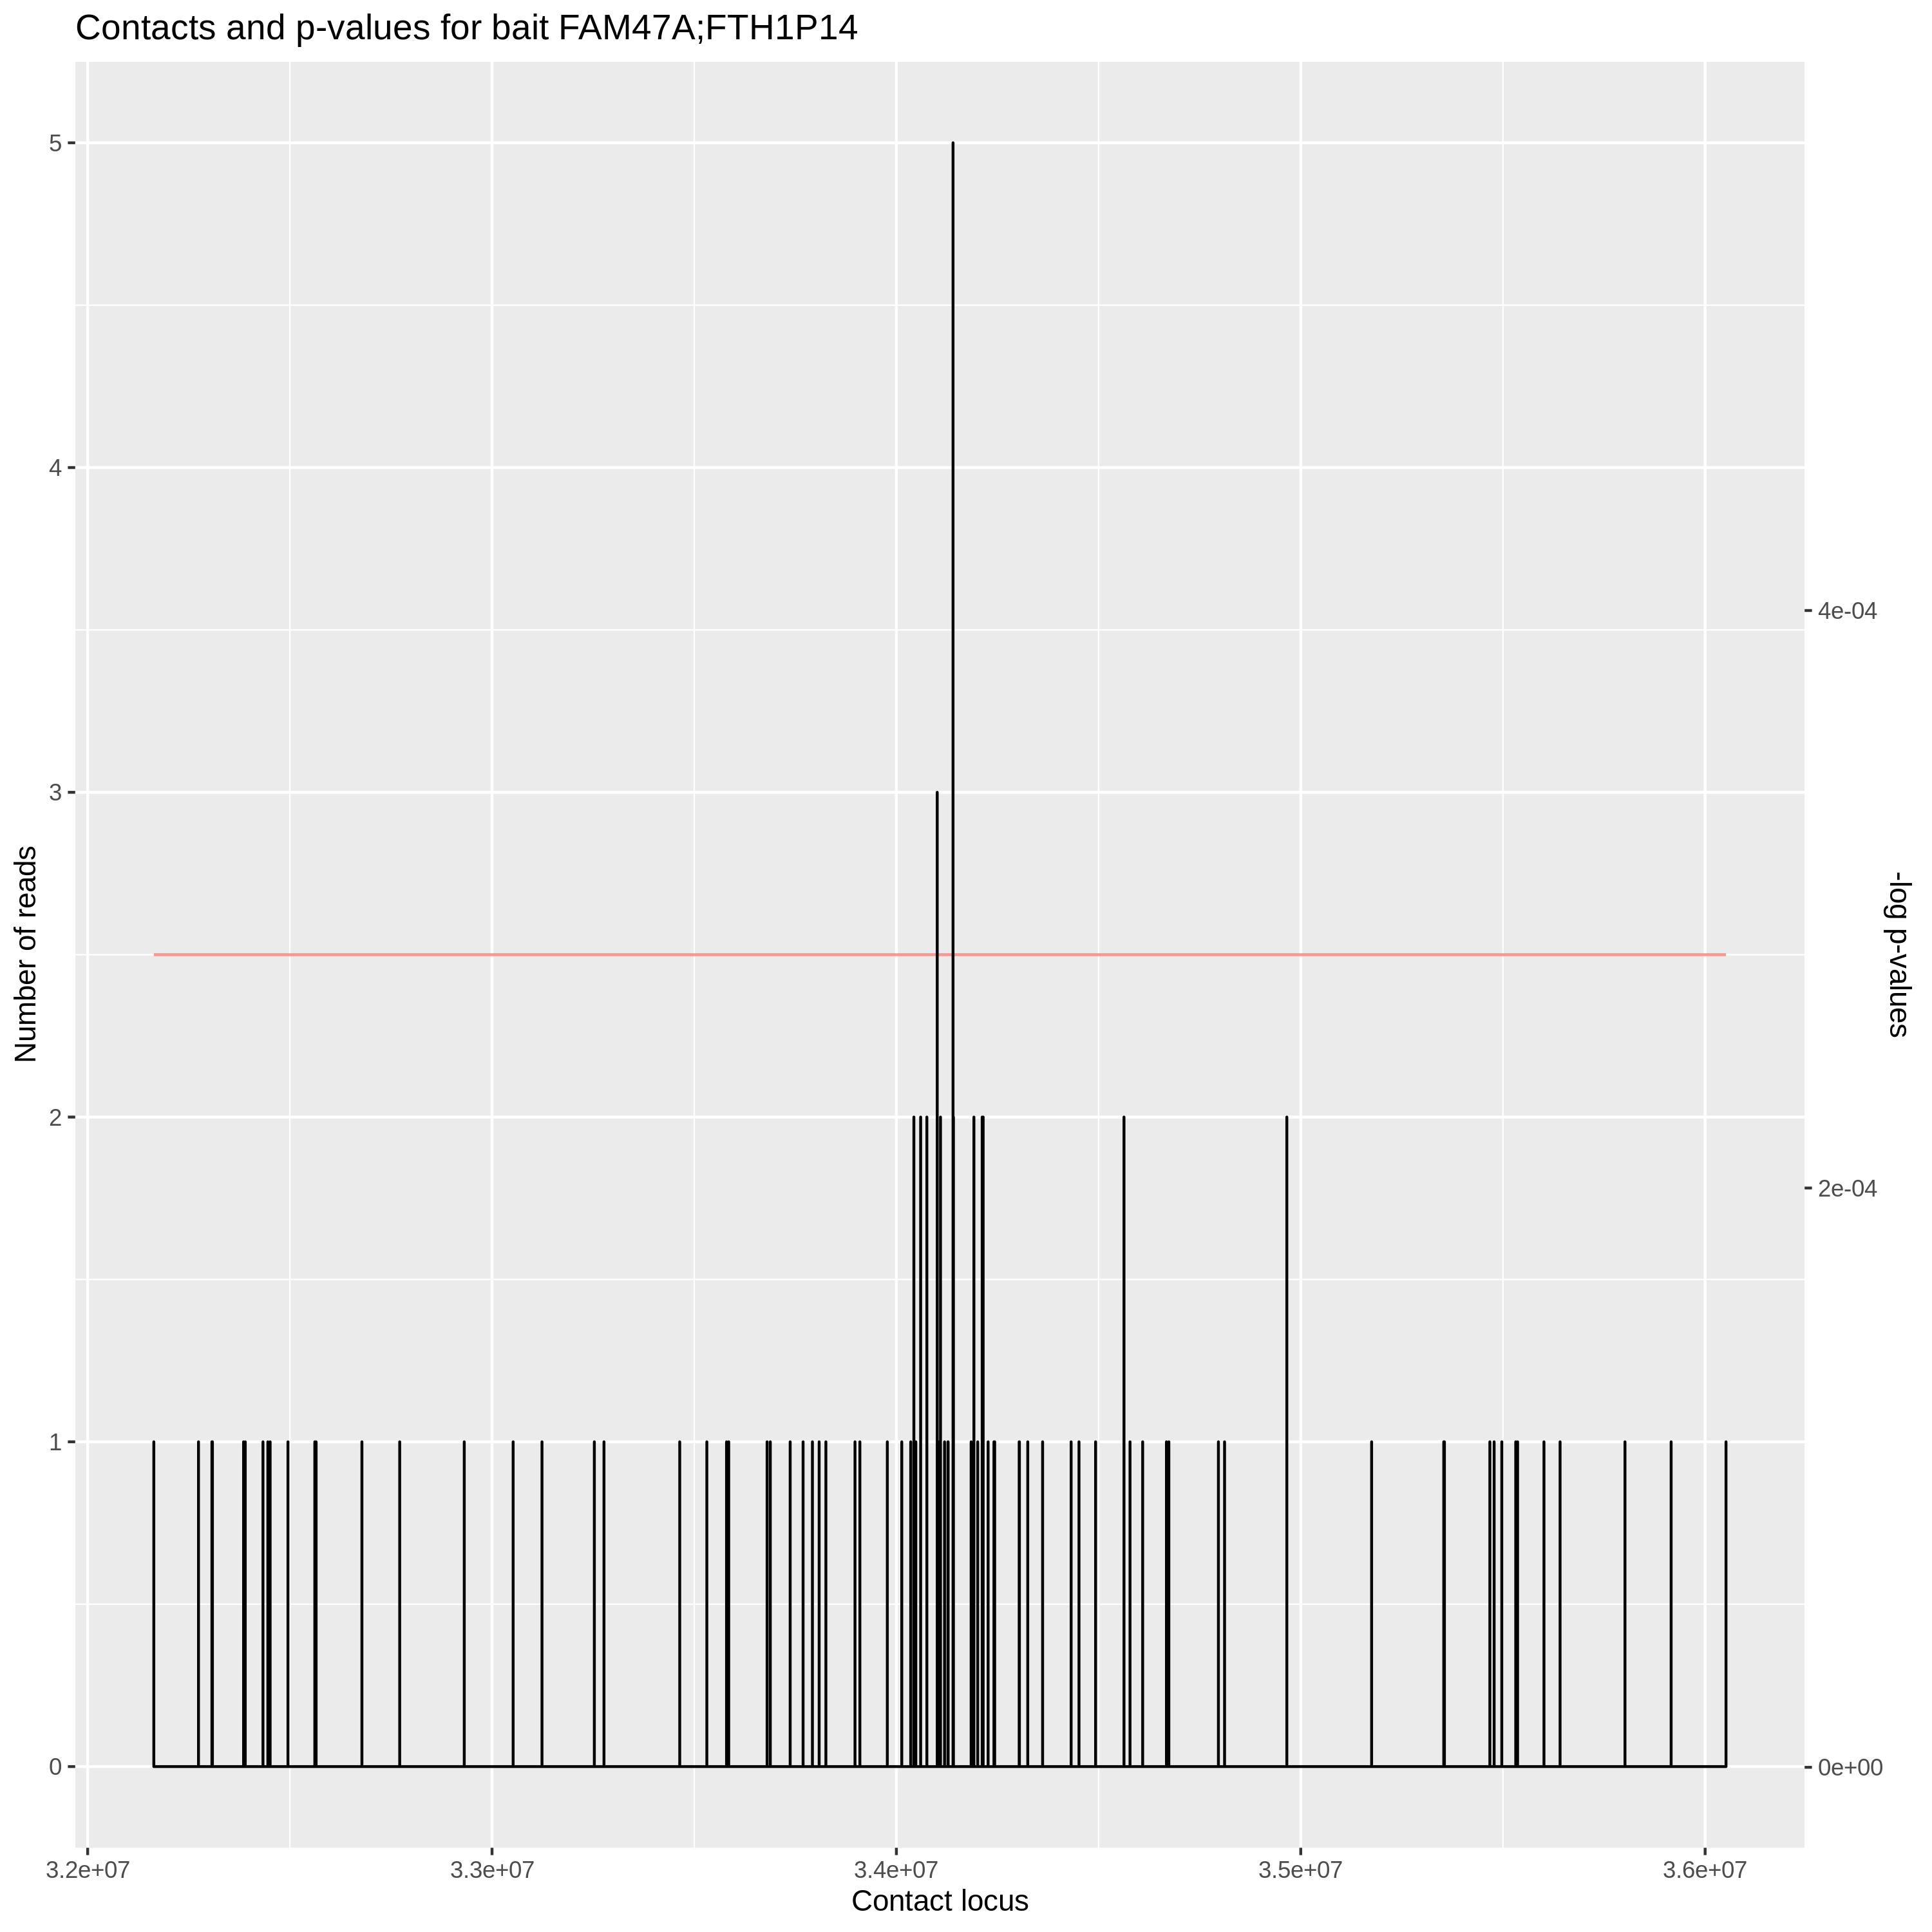 Contacts and p-values for bait FAM47A;FTH1P14
5
4
3
2
1
0
Number of reads
4e-04
2e-04
0e+00
-log p-values
3.2e+07 3.3e+07 3.4e+07 3.5e+07 3.6e+07
Contact locus